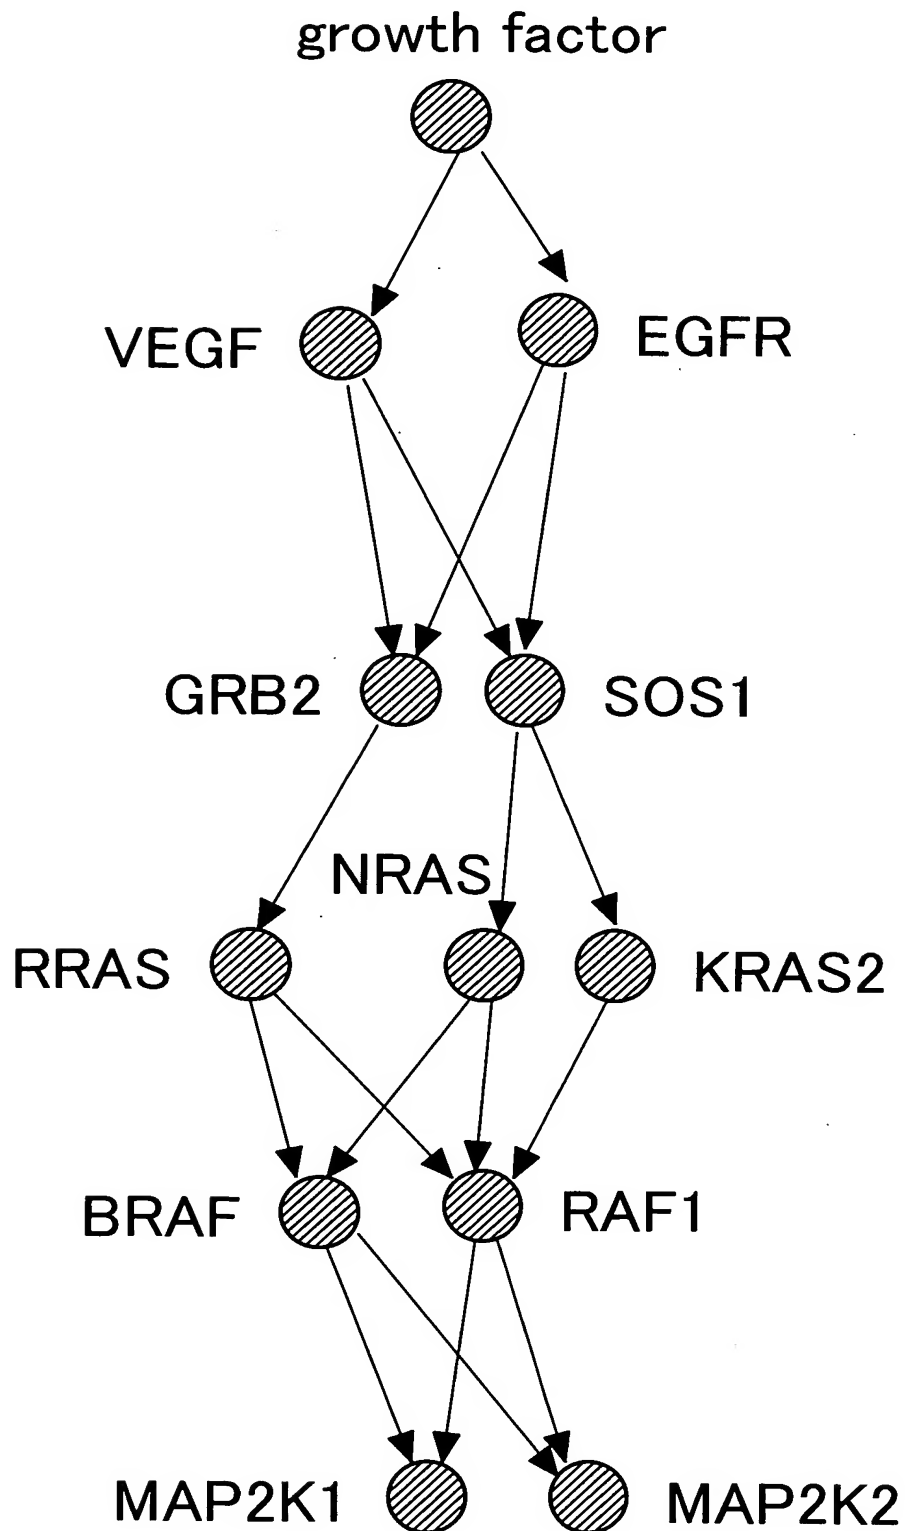 growth factor
VEGF
EGFR
GRB2
SOS1
NRAS
RRAS
KRAS2
BRAF
RAF1
MAP2K1
MAP2K2